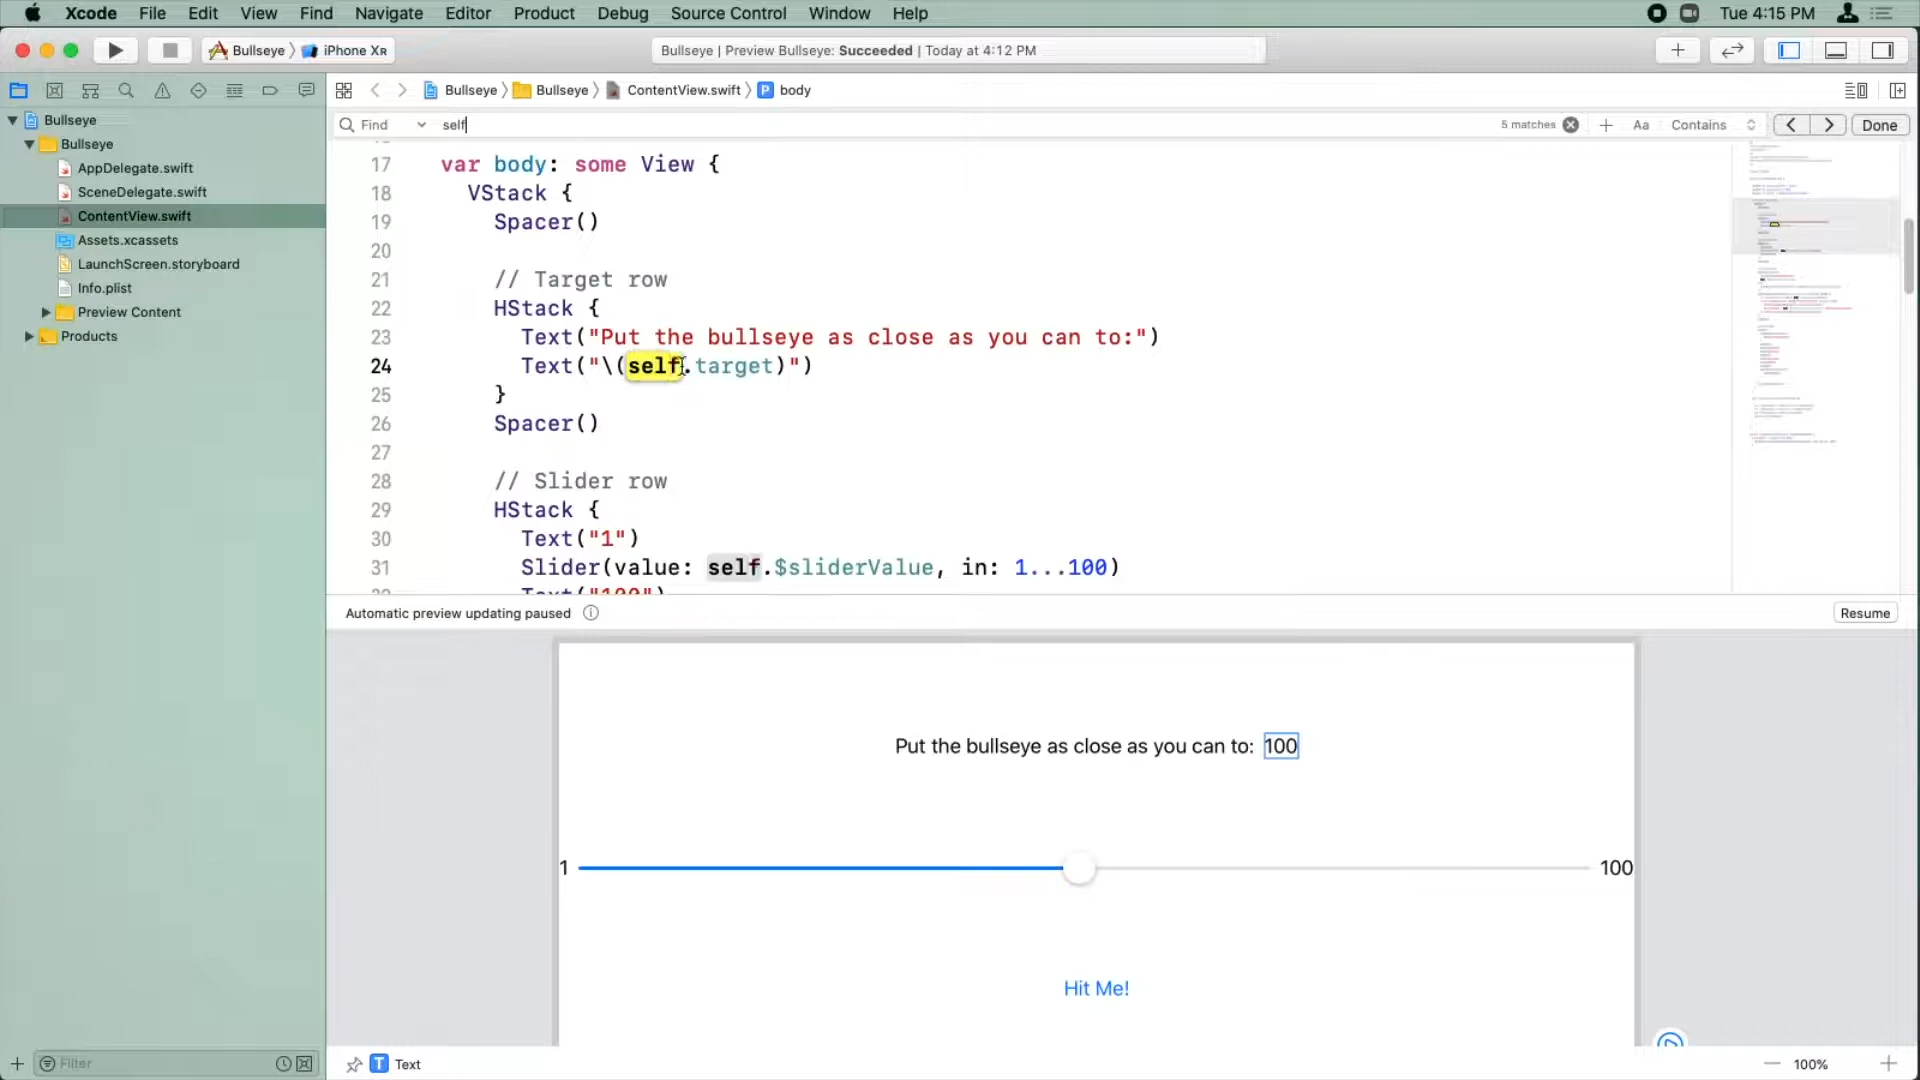 Xcode File Edit View Find Navigate Editor Product Debug Source Control Window Help Tue 4:15 PM
Bullseye iPhone XR Bullseye | Preview Bullseye: Succeeded | Today at 4:12 PM
Bullseye Bullseye ContentView.swift P body
Find self 5 matches Aa Contains Done
Bullseye
Bullseye
AppDelegate.swift
SceneDelegate.swift
ContentView.swift
Assets.xcassets
LaunchScreen.storyboard
Info.plist
Preview Content
Products
17 var body: some View {
18 VStack {
19 Spacer()
20
21 // Target row
22 HStack {
23 Text("Put the bullseye as close as you can to:")
24 Text("\(self.target)")
25 }
26 Spacer()
27
28 // Slider row
29 HStack {
30 Text("1")
31 Slider(value: self.$sliderValue, in: 1...100)
Text("100")
Automatic preview updating paused Resume
Put the bullseye as close as you can to: 100
1 100
Hit Me!
Filter T Text 100%